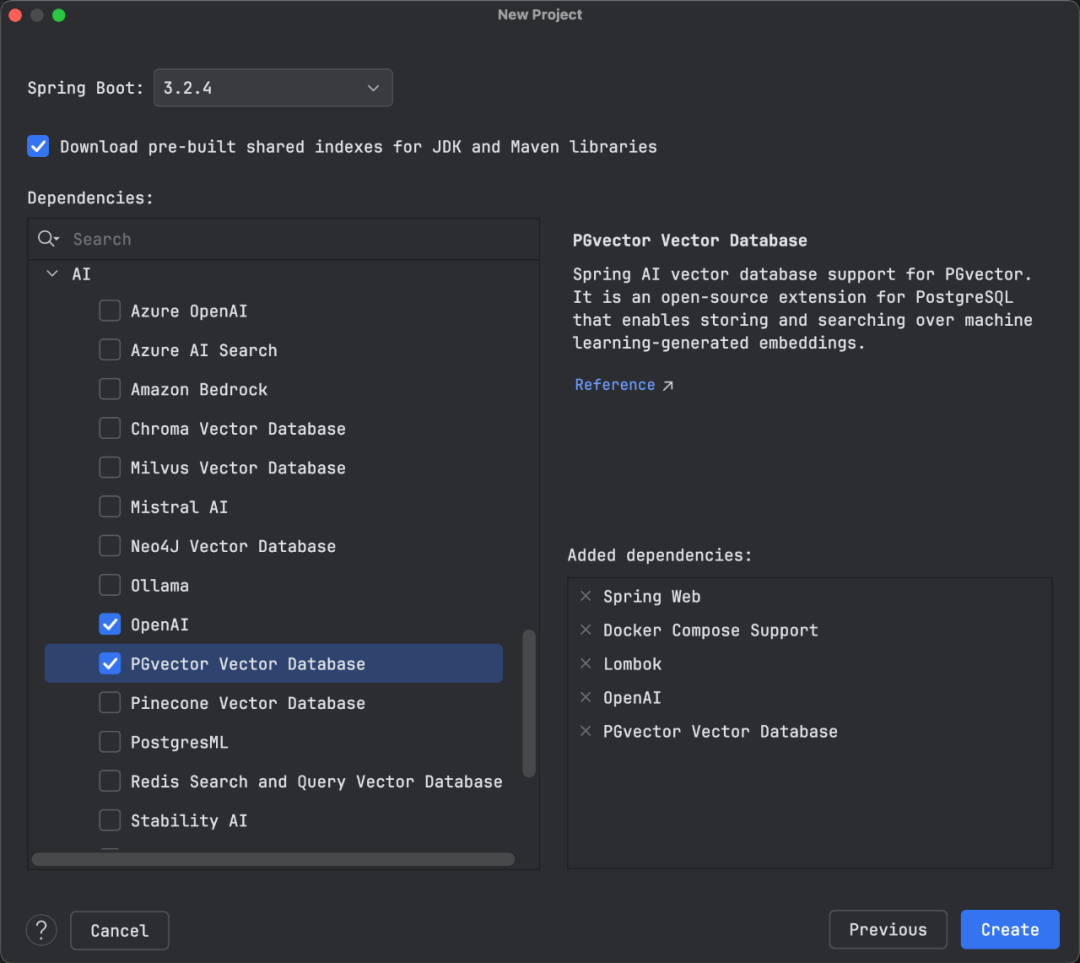 New Project
Spring Boot: 3.2.4
Download pre-built shared indexes for JDK and Maven libraries
Dependencies:
Search
AI
Azure OpenAI
Azure AI Search
Amazon Bedrock
Chroma Vector Database
Milvus Vector Database
Mistral AI
Neo4J Vector Database
Ollama
OpenAI
PGvector Vector Database
Pinecone Vector Database
PostgresML
Redis Search and Query Vector Database
Stability AI
PGvector Vector Database
Spring AI vector database support for PGvector.
It is an open-source extension for PostgreSQL
that enables storing and searching over machine
learning-generated embeddings.
Reference ↗
Added dependencies:
Spring Web
Docker Compose Support
Lombok
OpenAI
PGvector Vector Database
?
Cancel
Previous
Create